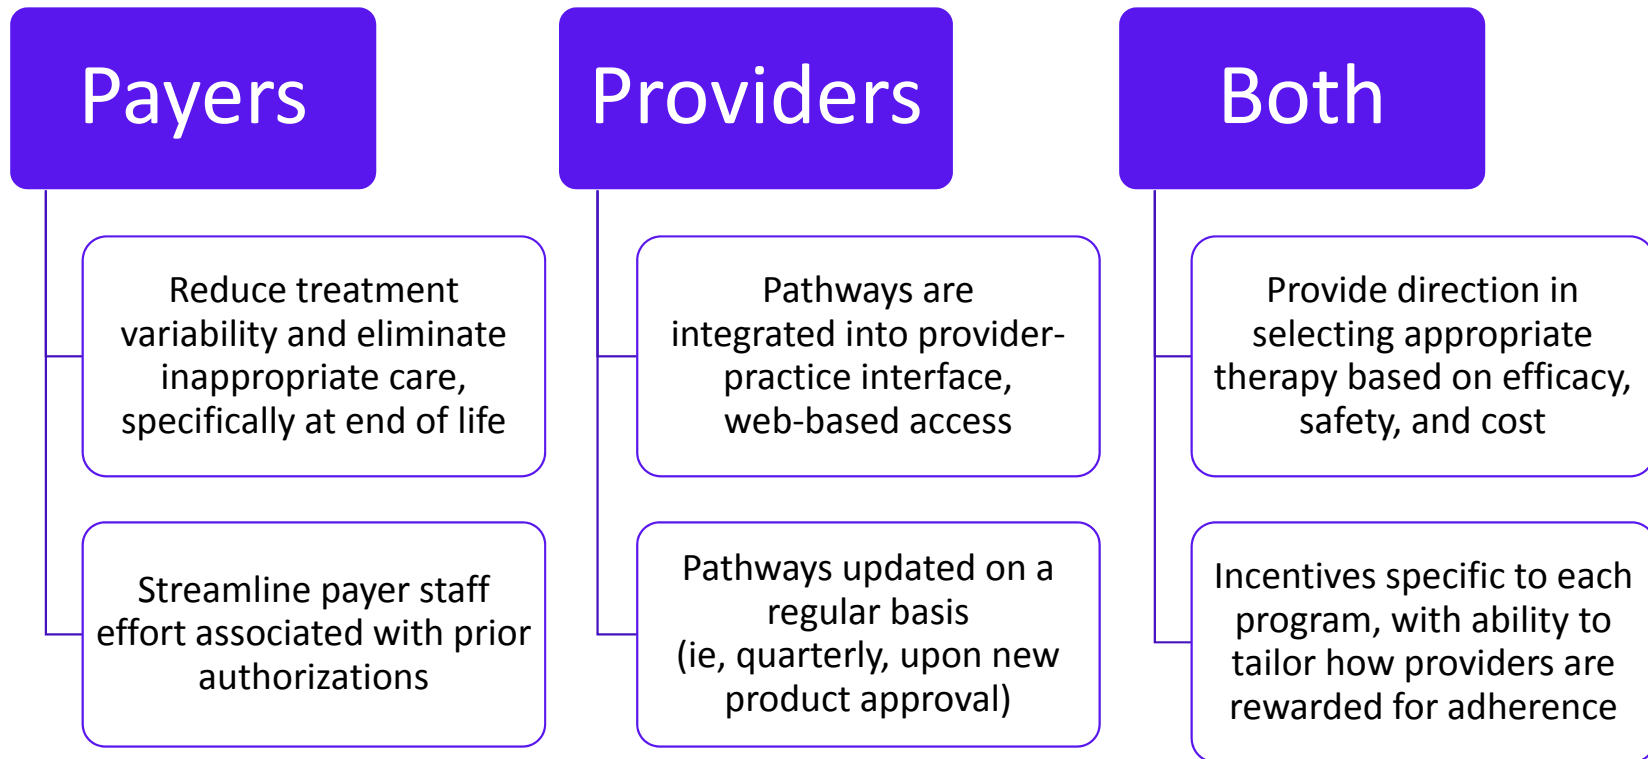 Payers
Reduce treatment
variability and eliminate
inappropriate care,
specifically at end of life
Streamline payer staff
effort associated with prior
authorizations
Providers
Pathways are
integrated into provider-
practice interface,
web-based access
Pathways updated on a
regular basis
(ie, quarterly, upon new
product approval)
Both
Provide direction in
selecting appropriate
therapy based on efficacy,
safety, and cost
Incentives specific to each
program, with ability to
tailor how providers are
rewarded for adherence